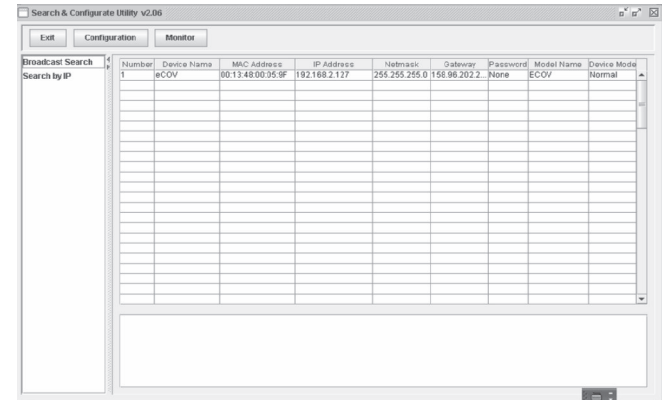 Search & Configurate Utility v2.06
Exit Configuration Monitor
Broadcast Search
Search by IP
Number Device Name MAC Address IP Address Netmask Gateway Password Model Name Device Mode
1 eCOV 00:13:48:00:05:9F 192.168.2.127 255.255.255.0 158.96.202.2... None ECOV Normal